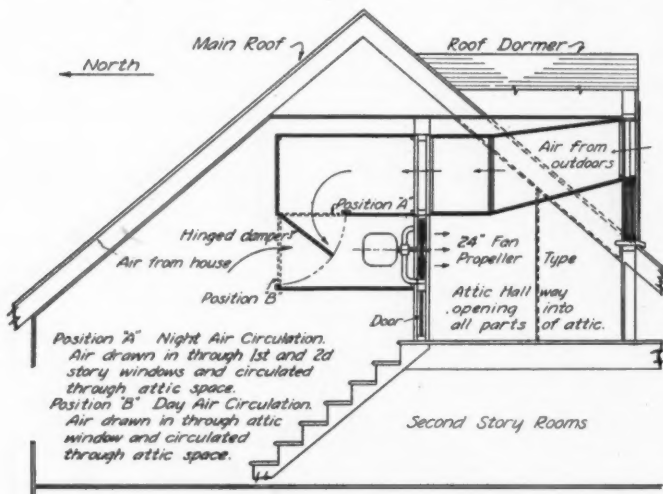 Main Roof
Roof Dormer
North
Air from
outdoors
Position "A"
Hinged dampers
Air from house
Position "B"
24" Fan
Propeller Type
Attic Hallway
opening into
all parts of attic.
Door
Position "A" Night Air Circulation.
Air drawn in through 1st and 2d
story windows and circulated
through attic space.
Position "B" Day Air Circulation.
Air drawn in through attic
window and circulated
through attic space.
Second Story Rooms